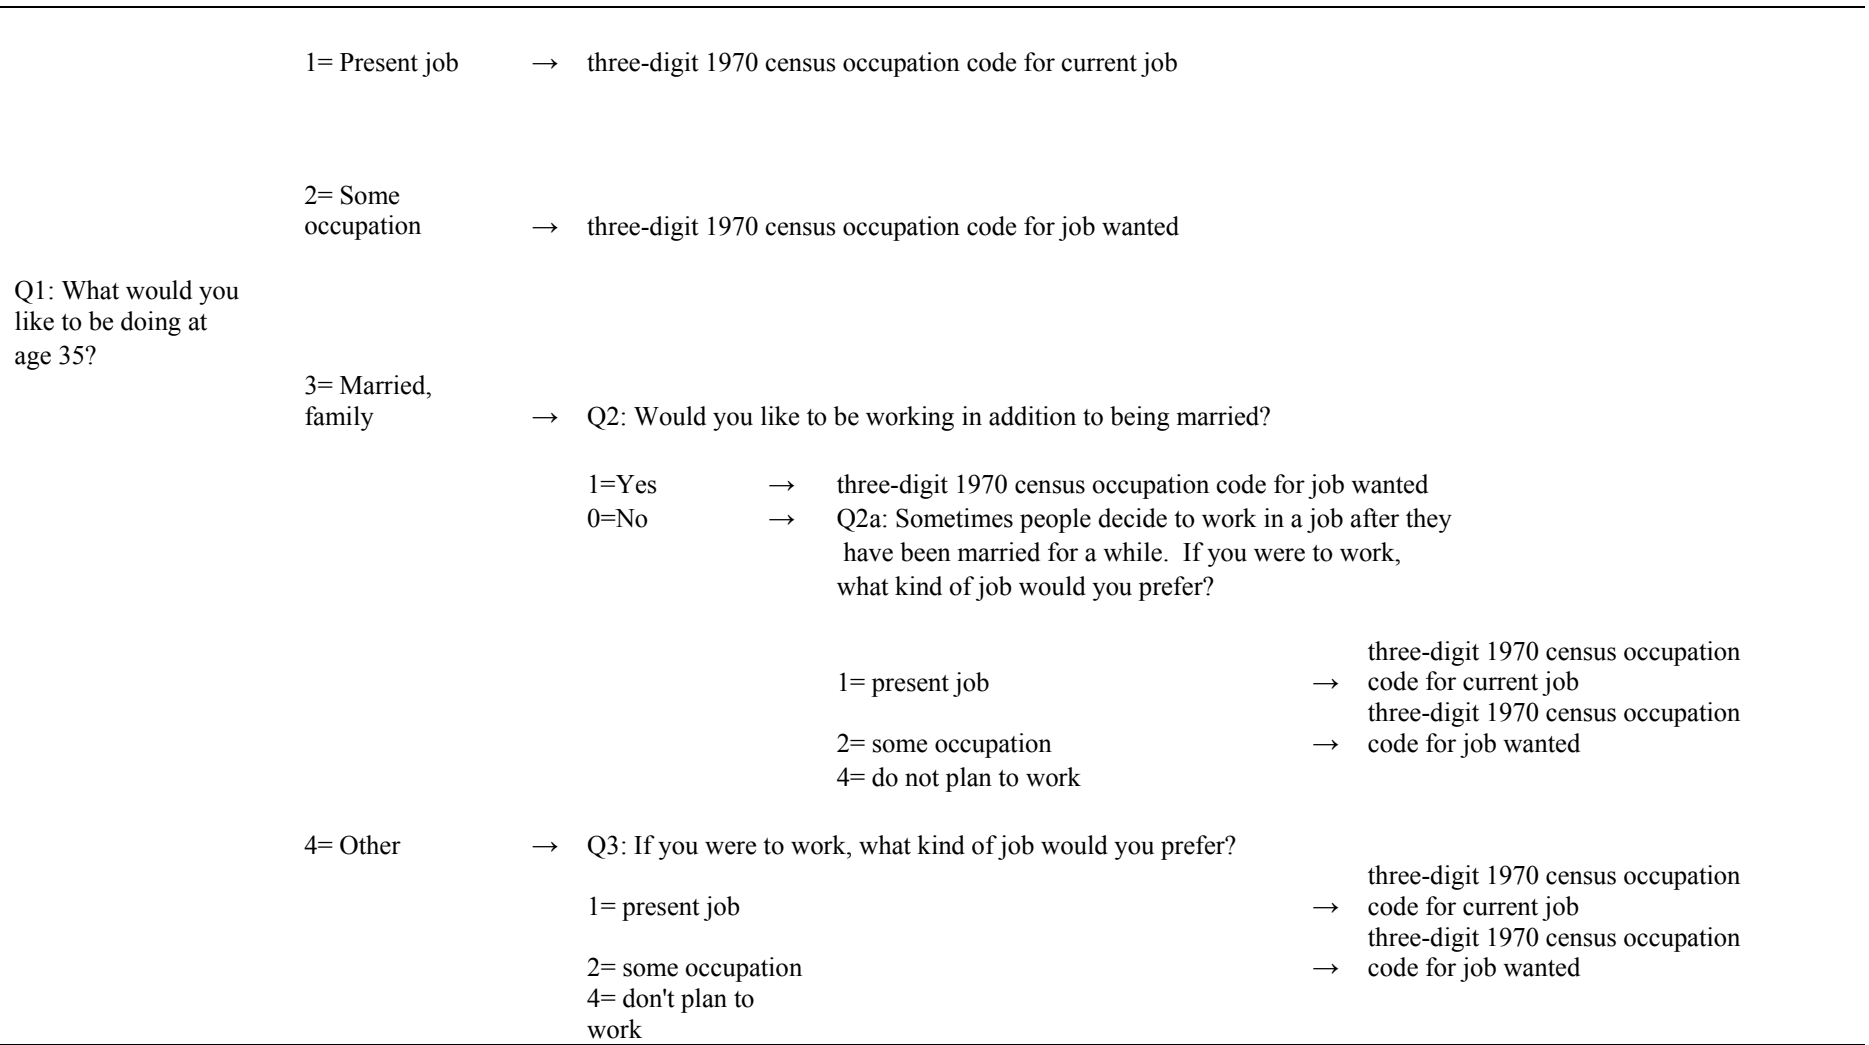 1= Present job → three-digit 1970 census occupation code for current job
2= Some
occupation → three-digit 1970 census occupation code for job wanted
Q1: What would you
like to be doing at
age 35?
3= Married,
family → Q2: Would you like to be working in addition to being married?
1=Yes → three-digit 1970 census occupation code for job wanted
0=No → Q2a: Sometimes people decide to work in a job after they
have been married for a while. If you were to work,
what kind of job would you prefer?
three-digit 1970 census occupation
1= present job → code for current job
three-digit 1970 census occupation
2= some occupation → code for job wanted
4= do not plan to work
4= Other → Q3: If you were to work, what kind of job would you prefer?
three-digit 1970 census occupation
1= present job → code for current job
three-digit 1970 census occupation
2= some occupation → code for job wanted
4= don't plan to
work